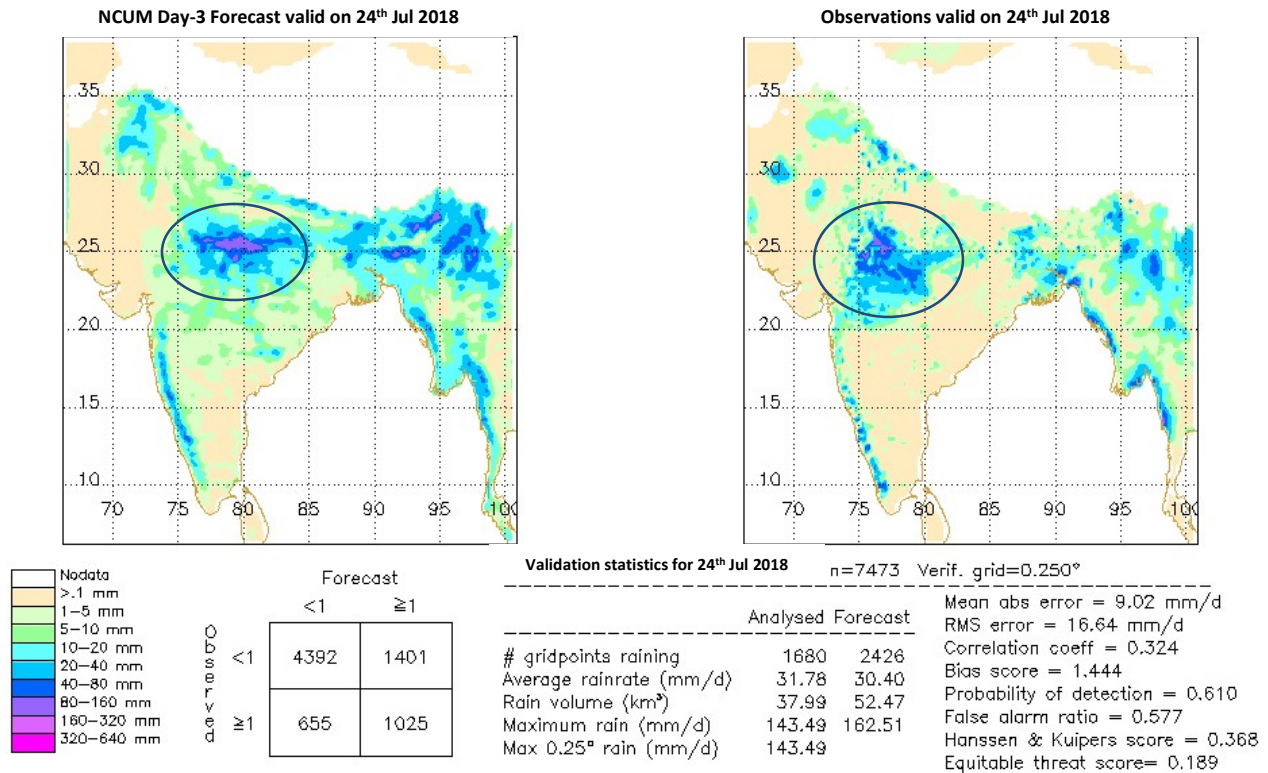 NCUM Day-3 Forecast valid on 24th Jul 2018
Observations valid on 24th Jul 2018
35
30
25
20
15
10
70 75 80 85 90 95 100
35
30
25
20
15
10
70 75 80 85 90 95 100
Nodata
>.1 mm
1-5 mm
5-10 mm
10-20 mm
20-40 mm
40-80 mm
80-160 mm
160-320 mm
320-640 mm
Forecast
<1 ≧1
Observed
<1 4392 1401
≧1 655 1025
Validation statistics for 24th Jul 2018 n=7473 Verif. grid=0.250°
Analysed Forecast
# gridpoints raining 1680 2426
Average rainrate (mm/d) 31.78 30.40
Rain volume (km³) 37.99 52.47
Maximum rain (mm/d) 143.49 162.51
Max 0.25° rain (mm/d) 143.49
Mean abs error = 9.02 mm/d
RMS error = 16.64 mm/d
Correlation coeff = 0.324
Bias score = 1.444
Probability of detection = 0.610
False alarm ratio = 0.577
Hanssen & Kuipers score = 0.368
Equitable threat score= 0.189